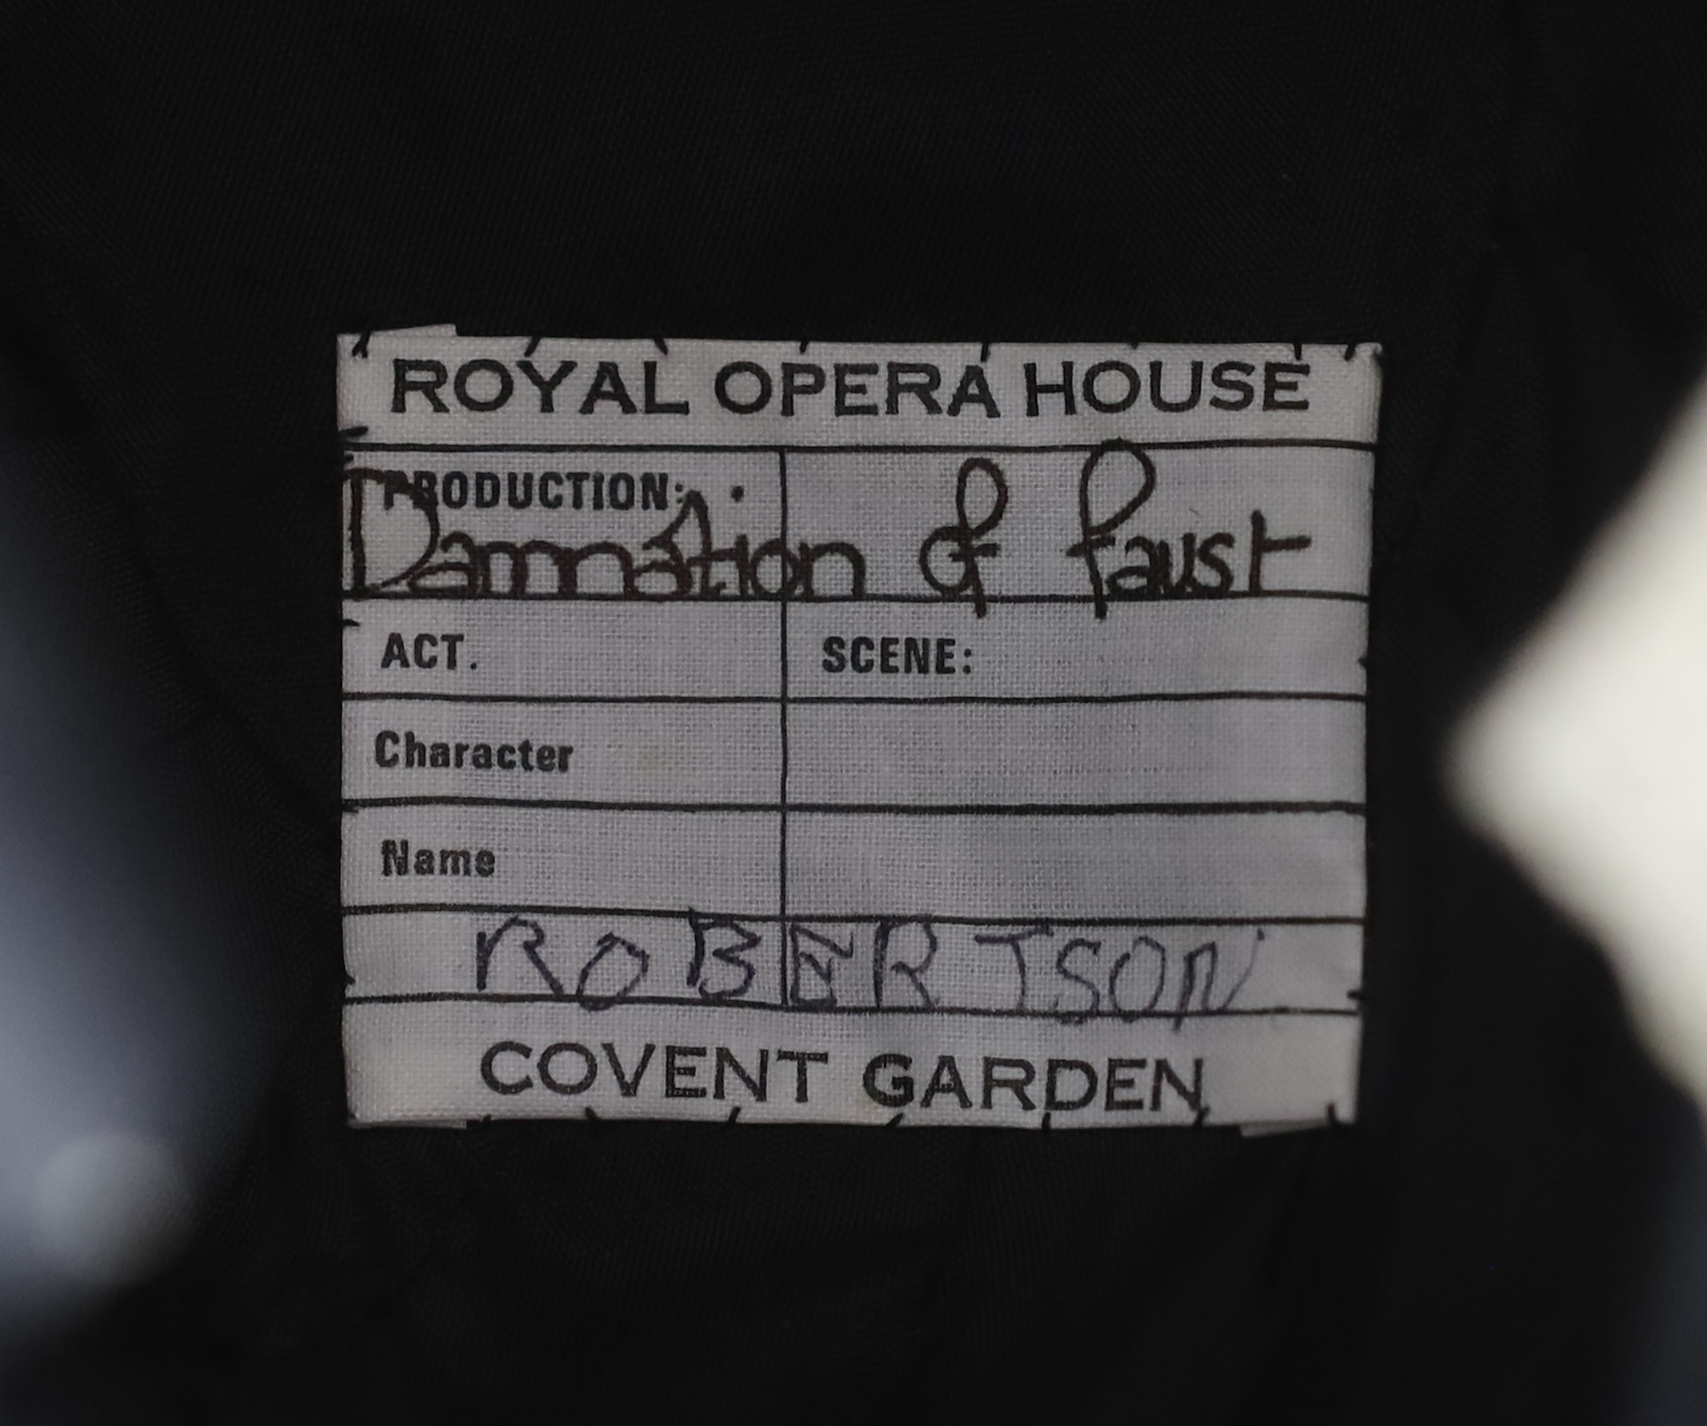 ROYAL OPERA HOUSE
PRODUCTION:
Damnation of Faust
ACT. SCENE:
Character
Name
ROBERTSON
COVENT GARDEN